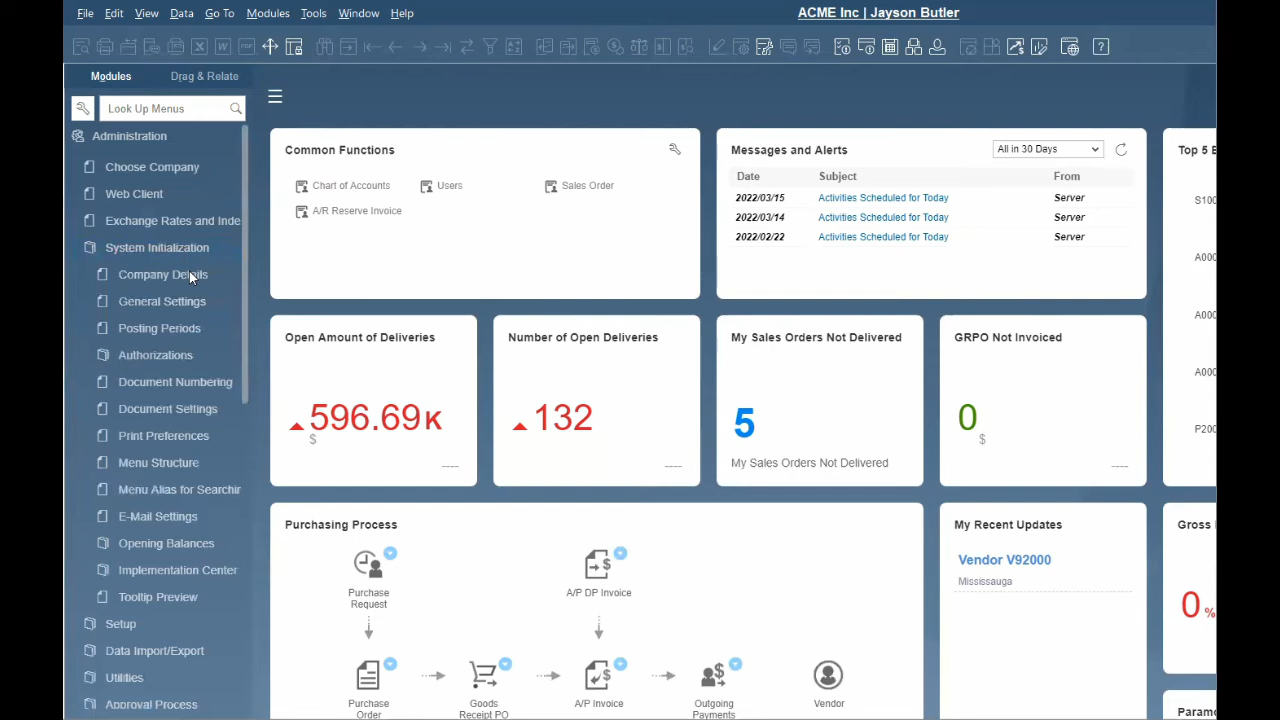 File Edit View Data Go To Modules Tools Window Help
ACME Inc | Jayson Butler
Modules Drag & Relate
Look Up Menus
Administration
Choose Company
Web Client
Exchange Rates and Inde
System Initialization
Company Details
General Settings
Posting Periods
Authorizations
Document Numbering
Document Settings
Print Preferences
Menu Structure
Menu Alias for Searchin
E-Mail Settings
Opening Balances
Implementation Center
Tooltip Preview
Setup
Data Import/Export
Utilities
Approval Process
Common Functions
Chart of Accounts Users Sales Order
A/R Reserve Invoice
Messages and Alerts All in 30 Days
Date Subject From
2022/03/15 Activities Scheduled for Today Server
2022/03/14 Activities Scheduled for Today Server
2022/02/22 Activities Scheduled for Today Server
Top 5 B
S100
A000
A000
A000
P200
Open Amount of Deliveries
596.69K
$
----
Number of Open Deliveries
132
----
My Sales Orders Not Delivered
5
My Sales Orders Not Delivered
GRPO Not Invoiced
0
$
----
Purchasing Process
Purchase
Request
A/P DP Invoice
Purchase
Order
Goods
Receipt PO
A/P Invoice
Outgoing
Payments
Vendor
My Recent Updates
Vendor V92000
Mississauga
Gross
0 %
Param